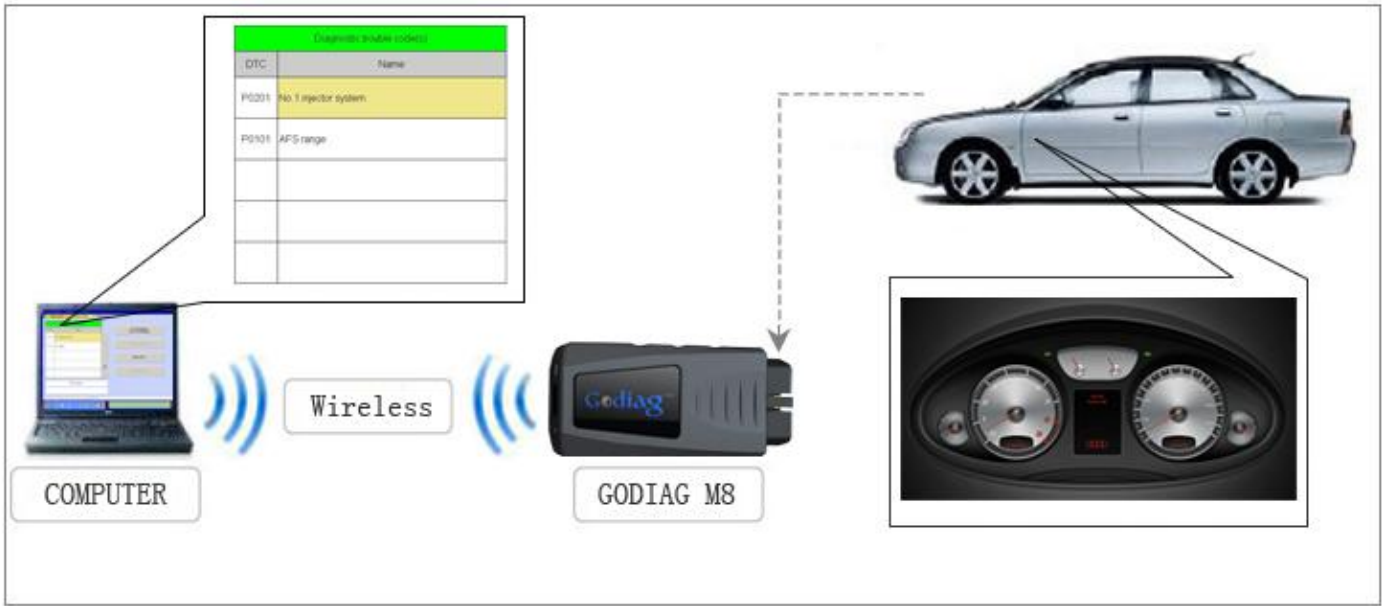 Diagnostic trouble code(s)
DTC Name
P0201 No.1 injector system
P0101 AFS range
Wireless
Godiag
COMPUTER
GODIAG M8